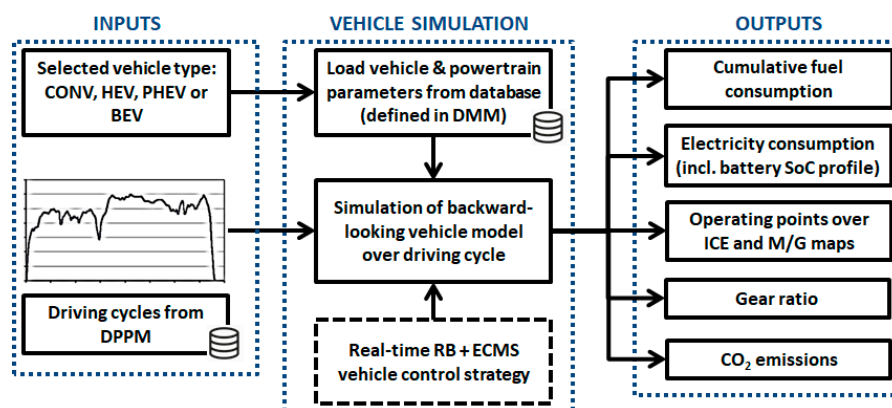 INPUTS
Selected vehicle type:
CONV, HEV, PHEV or
BEV
Driving cycles from
DPPM
VEHICLE SIMULATION
Load vehicle & powertrain
parameters from database
(defined in DMM)
Simulation of backward-
looking vehicle model
over driving cycle
Real-time RB + ECMS
vehicle control strategy
OUTPUTS
Cumulative fuel
consumption
Electricity consumption
(incl. battery SoC profile)
Operating points over
ICE and M/G maps
Gear ratio
CO₂ emissions